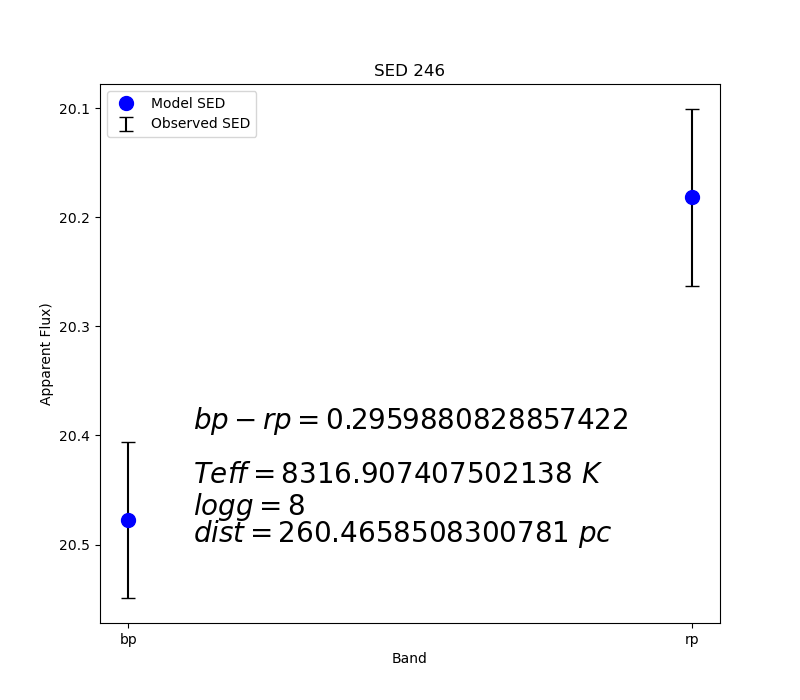 SED 246
Model SED
Observed SED
20.1
20.2
20.3
20.4
20.5
Apparent Flux)
bp − rp = 0.2959880828857422
Teff = 8316.907407502138 K
logg = 8
dist = 260.4658508300781 pc
bp
rp
Band